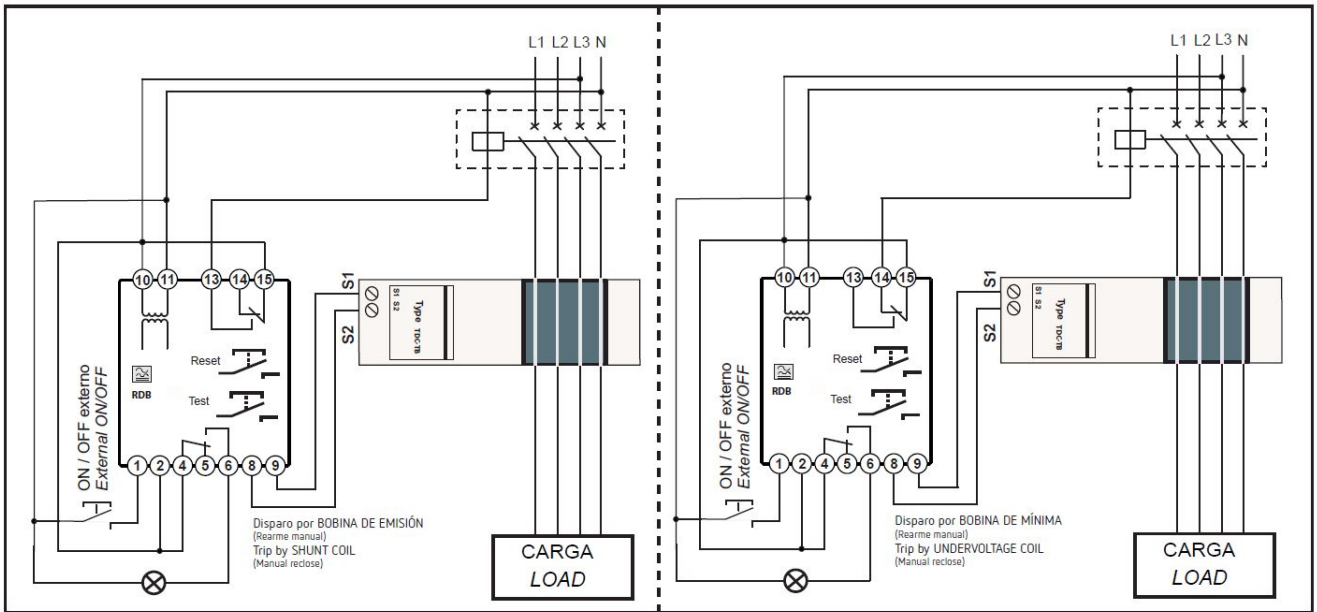 L1 L2 L3 N
10 11 13 14 15
S1
S2
S1 S2
Type TDC-TB
Reset
Test
RDB
ON / OFF externo
External ON/OFF
1 2 4 5 6 8 9
Disparo por BOBINA DE EMISIÓN
(Rearme manual)
Trip by SHUNT COIL
(Manual reclose)
CARGA
LOAD
L1 L2 L3 N
10 11 13 14 15
S1
S2
S1 S2
Type TDC-TB
Reset
Test
RDB
ON / OFF externo
External ON/OFF
1 2 4 5 6 8 9
Disparo por BOBINA DE MÍNIMA
(Rearme manual)
Trip by UNDERVOLTAGE COIL
(Manual reclose)
CARGA
LOAD